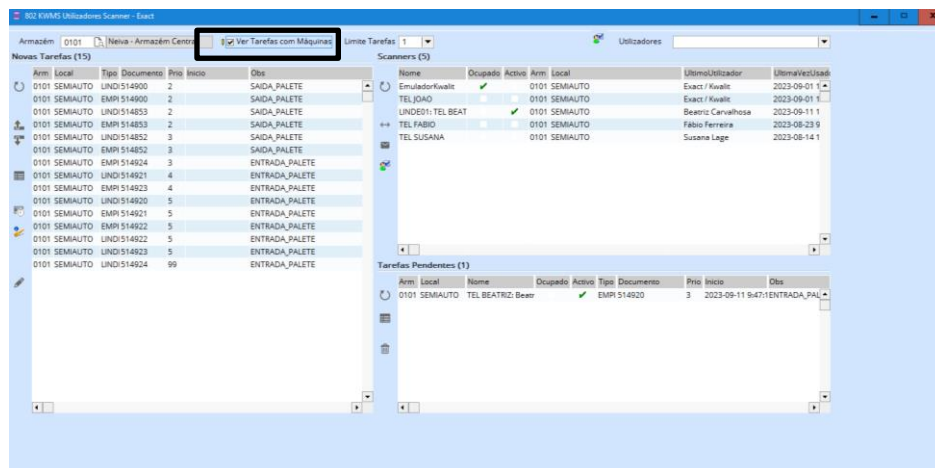 802 KWMS Utilizadores Scanner - Exact
Armazém 0101 Neiva - Armazém Centra Ver Tarefas com Máquinas Limite Tarefas 1 Utilizadores
Novas Tarefas (15)
Arm Local Tipo Documento Prio Inicio Obs
0101 SEMIAUTO LINDI 514900 2 SAIDA_PALETE
0101 SEMIAUTO EMPI 514900 2 SAIDA_PALETE
0101 SEMIAUTO LINDI 514853 2 SAIDA_PALETE
0101 SEMIAUTO EMPI 514853 2 SAIDA_PALETE
0101 SEMIAUTO LINDI 514852 3 SAIDA_PALETE
0101 SEMIAUTO EMPI 514852 3 SAIDA_PALETE
0101 SEMIAUTO EMPI 514924 3 ENTRADA_PALETE
0101 SEMIAUTO LINDI 514921 4 ENTRADA_PALETE
0101 SEMIAUTO EMPI 514923 4 ENTRADA_PALETE
0101 SEMIAUTO LINDI 514920 5 ENTRADA_PALETE
0101 SEMIAUTO EMPI 514921 5 ENTRADA_PALETE
0101 SEMIAUTO EMPI 514922 5 ENTRADA_PALETE
0101 SEMIAUTO LINDI 514922 5 ENTRADA_PALETE
0101 SEMIAUTO LINDI 514923 5 ENTRADA_PALETE
0101 SEMIAUTO LINDI 514924 99 ENTRADA_PALETE
Scanners (5)
Nome Ocupado Activo Arm Local UltimoUtilizador UltimaVezUsado
EmuladorKwalit 0101 SEMIAUTO Exact / Kwalit 2023-09-01 1
TEL JOAO 0101 SEMIAUTO Exact / Kwalit 2023-09-01 1
LINDE01: TEL BEAT 0101 SEMIAUTO Beatriz Carvalhosa 2023-09-11 1
TEL FABIO 0101 SEMIAUTO Fábio Ferreira 2023-08-23 9
TEL SUSANA 0101 SEMIAUTO Susana Lage 2023-08-14 1
Tarefas Pendentes (1)
Arm Local Nome Ocupado Activo Tipo Documento Prio Inicio Obs
0101 SEMIAUTO TEL BEATRIZ: Beatr EMPI 514920 3 2023-09-11 9:47:1 ENTRADA_PAL